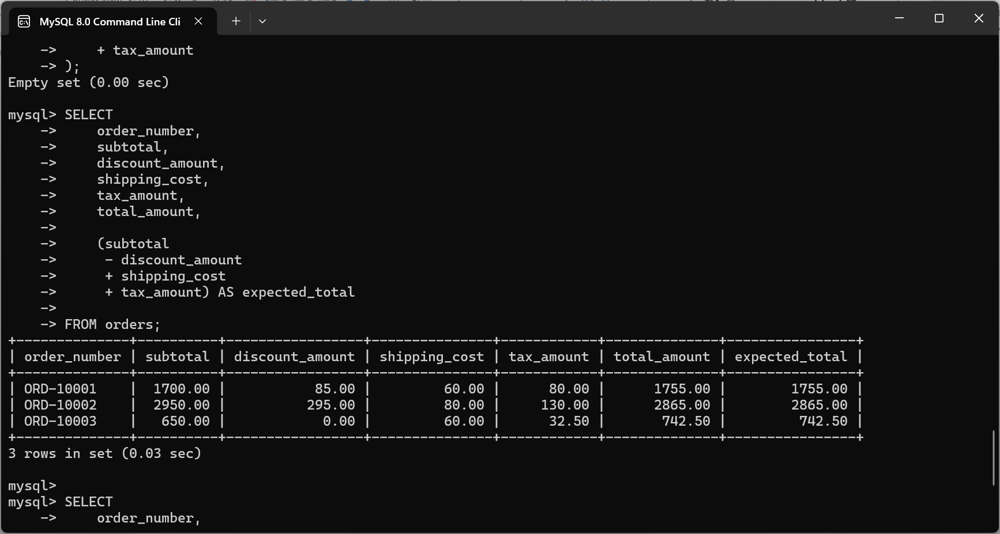 MySQL 8.0 Command Line Cli
    ->     + tax_amount
    -> );
Empty set (0.00 sec)
mysql> SELECT
    ->     order_number,
    ->     subtotal,
    ->     discount_amount,
    ->     shipping_cost,
    ->     tax_amount,
    ->     total_amount,
    ->
    ->     (subtotal
    ->      - discount_amount
    ->      + shipping_cost
    ->      + tax_amount) AS expected_total
    ->
    -> FROM orders;
+--------------+----------+-----------------+---------------+------------+--------------+----------------+
| order_number | subtotal | discount_amount | shipping_cost | tax_amount | total_amount | expected_total |
+--------------+----------+-----------------+---------------+------------+--------------+----------------+
| ORD-10001    |  1700.00 |           85.00 |         60.00 |      80.00 |      1755.00 |        1755.00 |
| ORD-10002    |  2950.00 |          295.00 |         80.00 |     130.00 |      2865.00 |        2865.00 |
| ORD-10003    |   650.00 |            0.00 |         60.00 |      32.50 |       742.50 |         742.50 |
+--------------+----------+-----------------+---------------+------------+--------------+----------------+
3 rows in set (0.03 sec)
mysql>
mysql> SELECT
    ->     order_number,